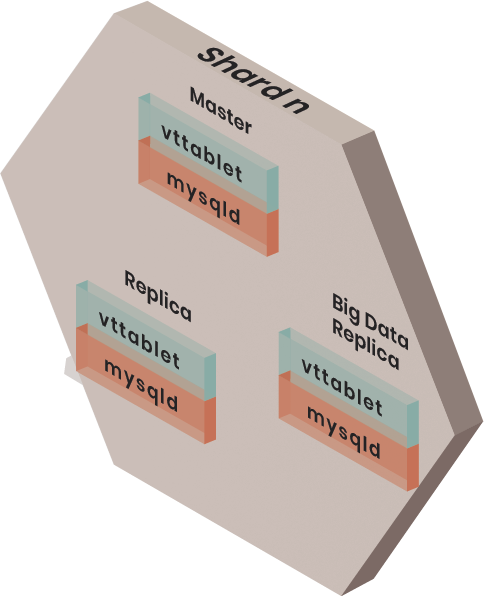 Shard n
Master
vttablet
mysqld
Replica
vttablet
mysqld
Big Data
Replica
vttablet
mysqld